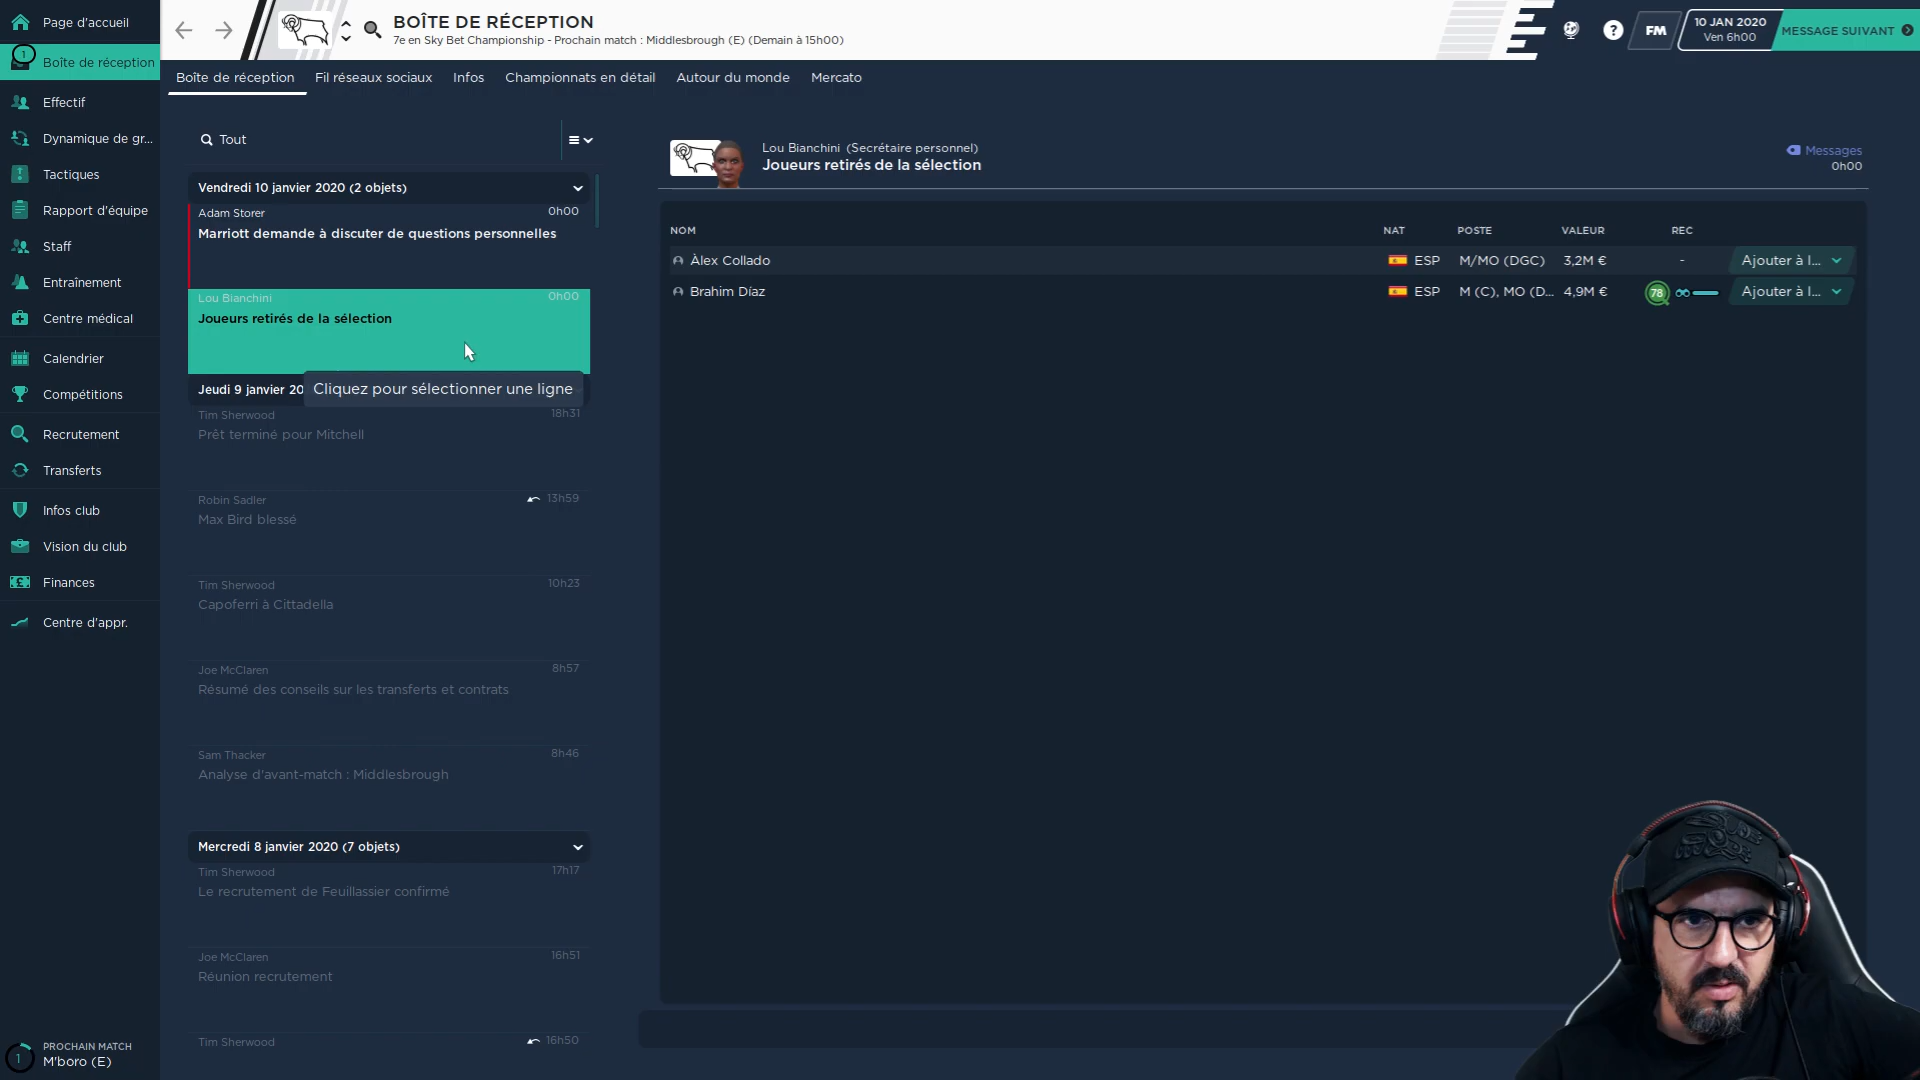 Page d'accueil
1
Boîte de réception
Effectif
Dynamique de gr...
Tactiques
Rapport d'équipe
Staff
Entraînement
Centre médical
Calendrier
Compétitions
Recrutement
Transferts
Infos club
Vision du club
Finances
Centre d'appr.
1
PROCHAIN MATCH
M'boro (E)
BOÎTE DE RÉCEPTION
7e en Sky Bet Championship - Prochain match : Middlesbrough (E) (Demain à 15h00)
?
FM
10 JAN 2020
Ven 6h00
MESSAGE SUIVANT
Boîte de réception
Fil réseaux sociaux
Infos
Championnats en détail
Autour du monde
Mercato
Tout
Vendredi 10 janvier 2020 (2 objets)
Adam Storer 0h00
Marriott demande à discuter de questions personnelles
Lou Bianchini 0h00
Joueurs retirés de la sélection
Jeudi 9 janvier 20
Cliquez pour sélectionner une ligne
Tim Sherwood 18h31
Prêt terminé pour Mitchell
Robin Sadler 13h59
Max Bird blessé
Tim Sherwood 10h23
Capoferri à Cittadella
Joe McClaren 8h57
Résumé des conseils sur les transferts et contrats
Sam Thacker 8h46
Analyse d'avant-match : Middlesbrough
Mercredi 8 janvier 2020 (7 objets)
Tim Sherwood 17h17
Le recrutement de Feuillassier confirmé
Joe McClaren 16h51
Réunion recrutement
Tim Sherwood 16h50
Lou Bianchini (Secrétaire personnel)
Joueurs retirés de la sélection
Messages
0h00
NOM NAT POSTE VALEUR REC
Àlex Collado ESP M/MO (DGC) 3,2M € - Ajouter à l...
Brahim Díaz ESP M (C), MO (D... 4,9M € 78 Ajouter à l...